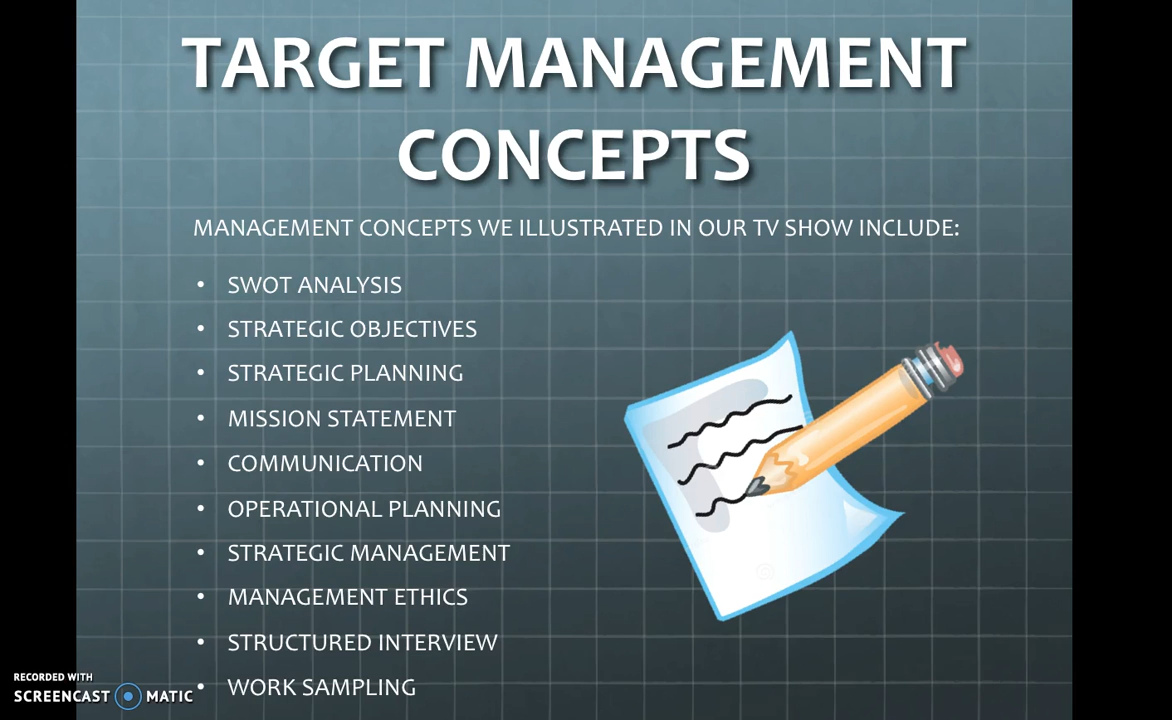 TARGET MANAGEMENT
CONCEPTS
MANAGEMENT CONCEPTS WE ILLUSTRATED IN OUR TV SHOW INCLUDE:
• SWOT ANALYSIS
• STRATEGIC OBJECTIVES
• STRATEGIC PLANNING
• MISSION STATEMENT
• COMMUNICATION
• OPERATIONAL PLANNING
• STRATEGIC MANAGEMENT
• MANAGEMENT ETHICS
• STRUCTURED INTERVIEW
• WORK SAMPLING
RECORDED WITH
SCREENCAST MATIC